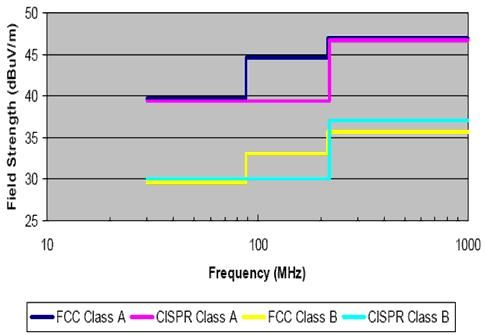 50
45
40
35
30
25
Field Strength (dBuV/m)
10 100 1000
Frequency (MHz)
FCC Class A CISPR Class A FCC Class B CISPR Class B